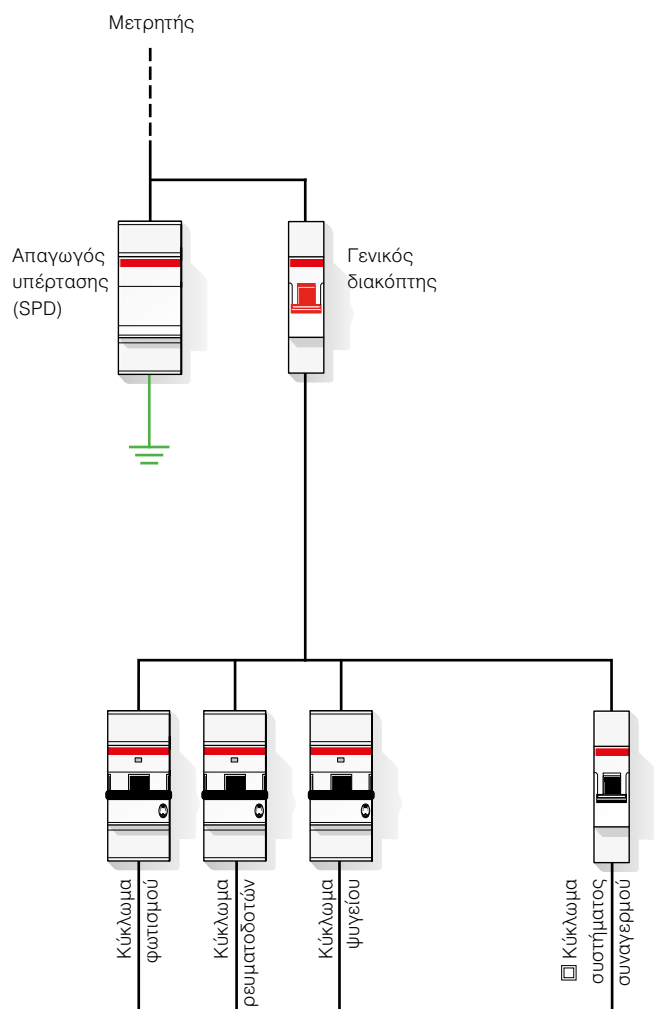 Μετρητής
Απαγωγός
υπέρτασης
(SPD)
Γενικός
διακόπτης
Κύκλωμα
φωτισμού
Κύκλωμα
ρευματοδοτών
Κύκλωμα
ψυγείου
Κύκλωμα
συστήματος
συναγερμού